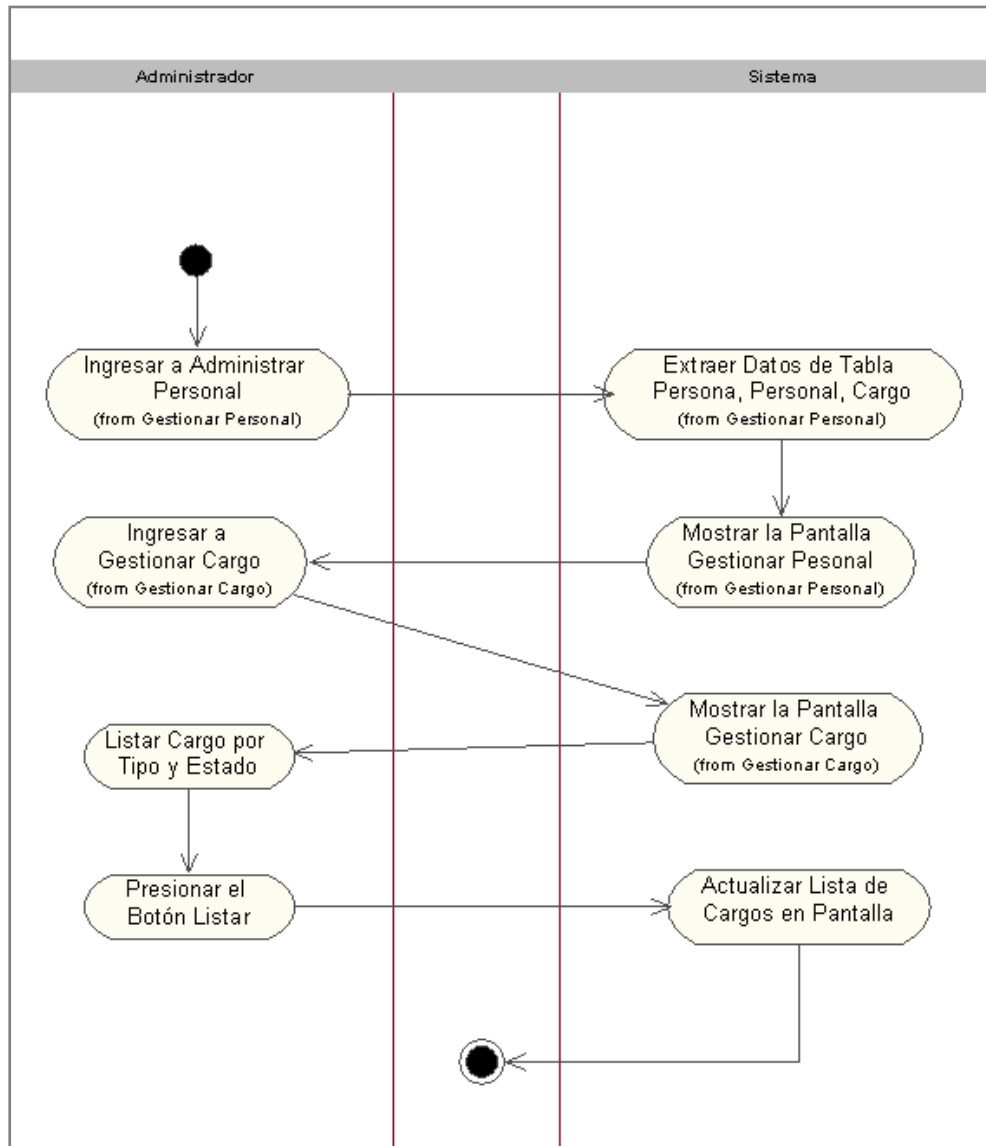 Administrador
Sistema
Ingresar a Administrar
Personal
(from Gestionar Personal)
Extraer Datos de Tabla
Persona, Personal, Cargo
(from Gestionar Personal)
Ingresar a
Gestionar Cargo
(from Gestionar Cargo)
Mostrar la Pantalla
Gestionar Pesonal
(from Gestionar Personal)
Listar Cargo por
Tipo y Estado
Mostrar la Pantalla
Gestionar Cargo
(from Gestionar Cargo)
Presionar el
Botón Listar
Actualizar Lista de
Cargos en Pantalla